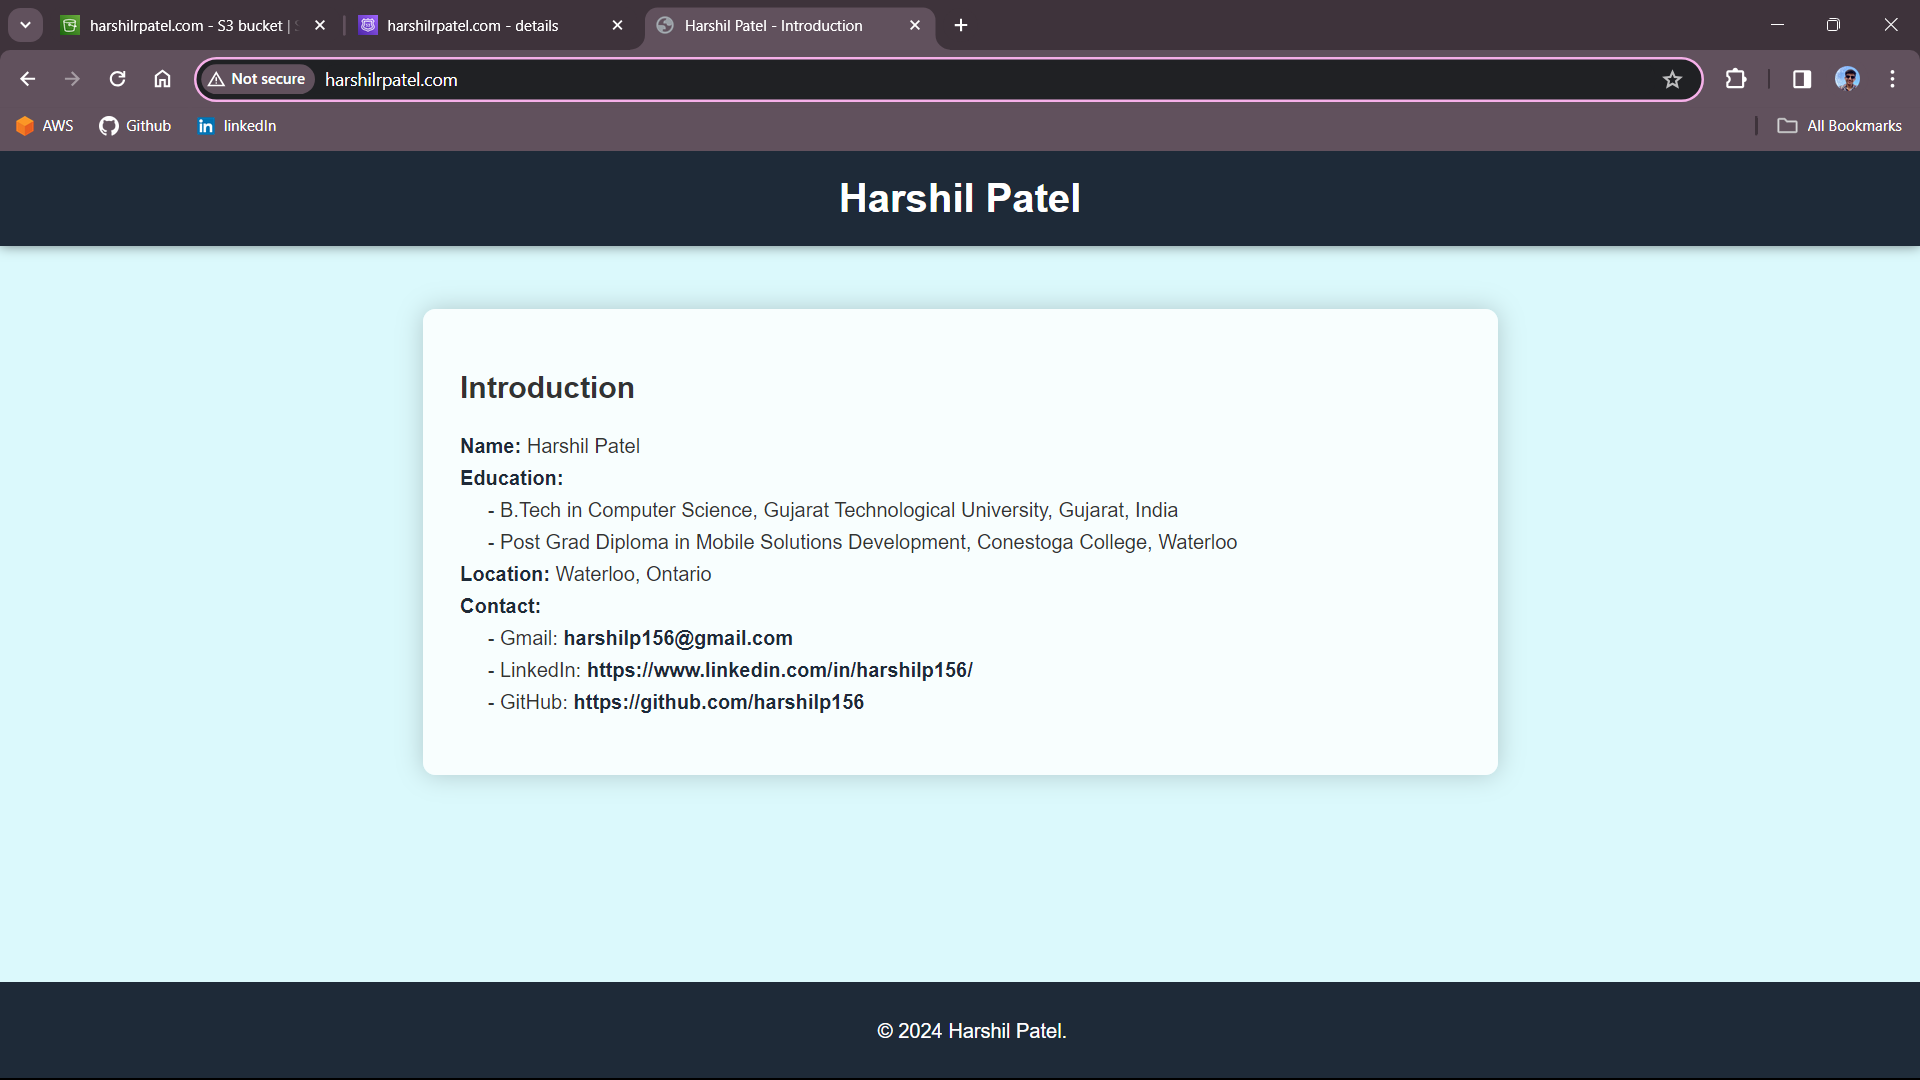 harshilrpatel.com - S3 bucket |
harshilrpatel.com - details
Harshil Patel - Introduction
Not secure
harshilrpatel.com
AWS
Github
in linkedIn
All Bookmarks
Harshil Patel
Introduction
Name: Harshil Patel
Education:
- B.Tech in Computer Science, Gujarat Technological University, Gujarat, India
- Post Grad Diploma in Mobile Solutions Development, Conestoga College, Waterloo
Location: Waterloo, Ontario
Contact:
- Gmail: harshilp156@gmail.com
- LinkedIn: https://www.linkedin.com/in/harshilp156/
- GitHub: https://github.com/harshilp156
© 2024 Harshil Patel.